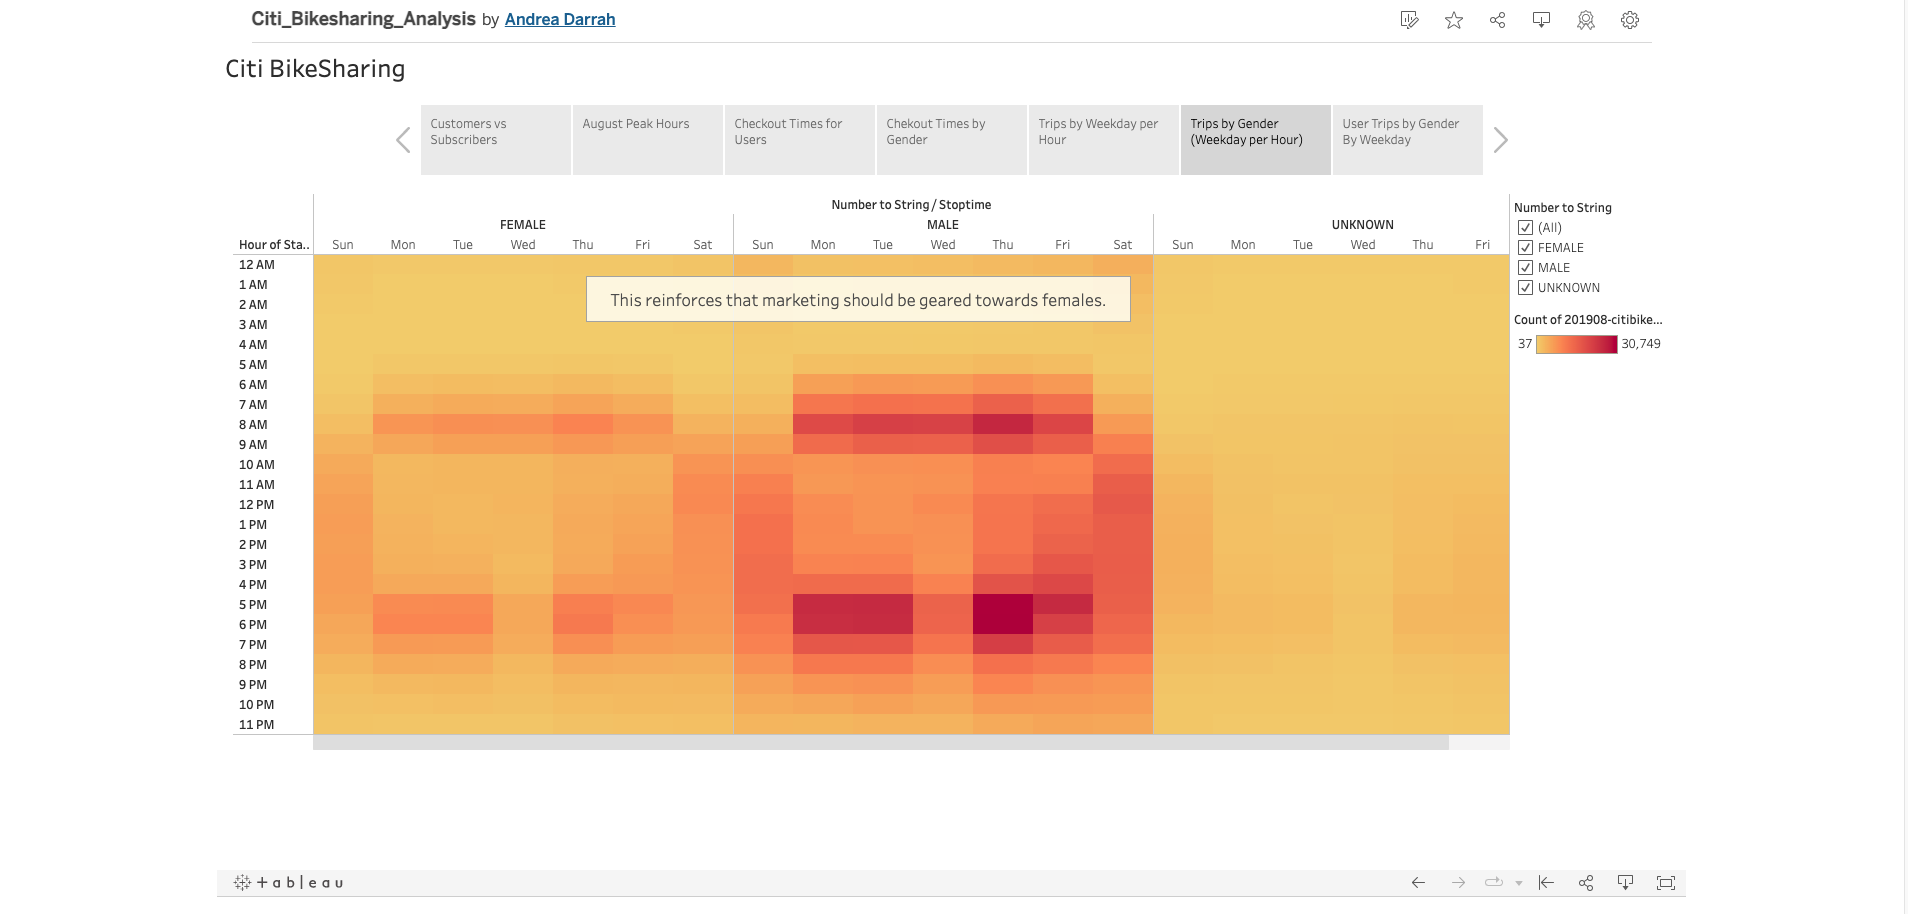 Citi_Bikesharing_Analysis by Andrea Darrah
Citi BikeSharing
Customers vs
Subscribers
August Peak Hours
Checkout Times for
Users
Chekout Times by
Gender
Trips by Weekday per
Hour
Trips by Gender
(Weekday per Hour)
User Trips by Gender
By Weekday
Number to String / Stoptime
FEMALE MALE UNKNOWN
Hour of Sta.. Sun Mon Tue Wed Thu Fri Sat Sun Mon Tue Wed Thu Fri Sat Sun Mon Tue Wed Thu Fri
12 AM
1 AM
2 AM
3 AM
4 AM
5 AM
6 AM
7 AM
8 AM
9 AM
10 AM
11 AM
12 PM
1 PM
2 PM
3 PM
4 PM
5 PM
6 PM
7 PM
8 PM
9 PM
10 PM
11 PM
This reinforces that marketing should be geared towards females.
Number to String
(All)
FEMALE
MALE
UNKNOWN
Count of 201908-citibike...
37 30,749
+ableau